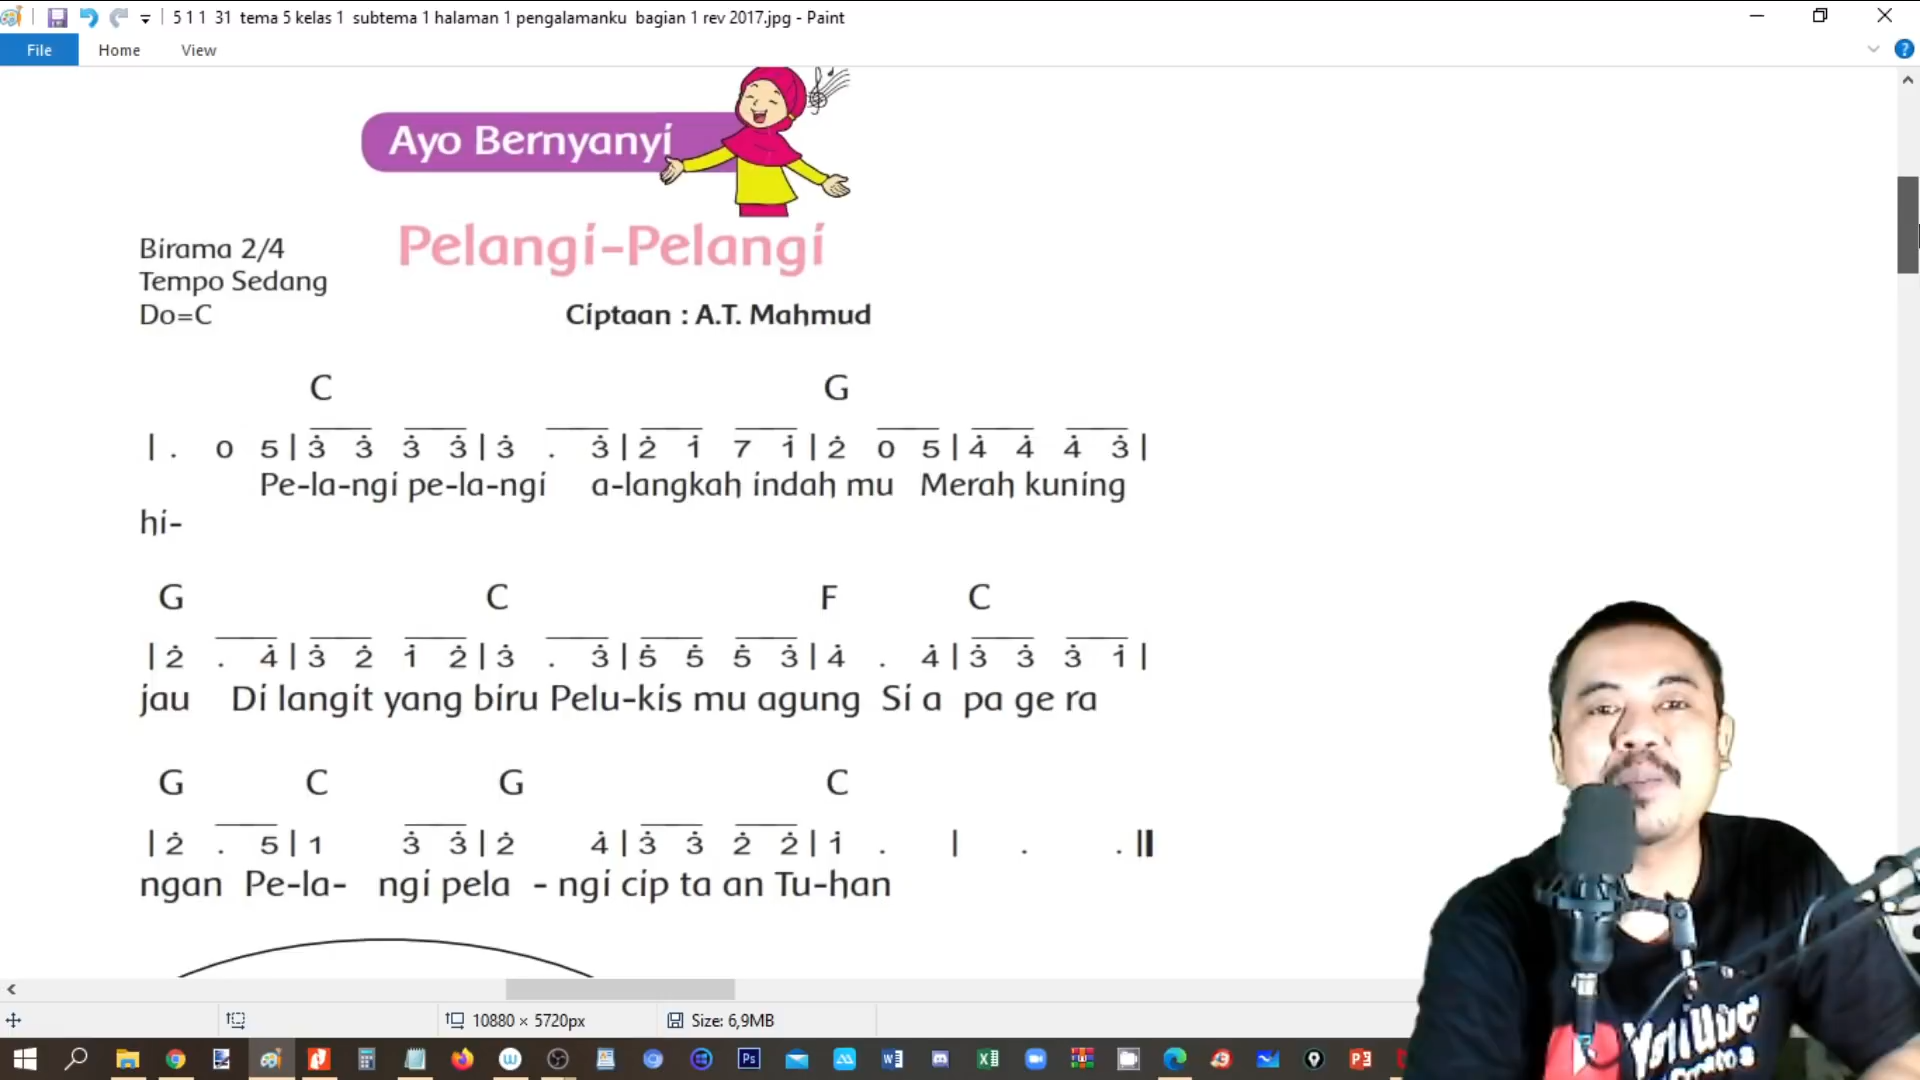 5 1 1  31  tema 5 kelas 1  subtema 1 halaman 1 pengalamanku  bagian 1 rev 2017.jpg - Paint
File Home View
Ayo Bernyanyi
Pelangi-Pelangi
Birama 2/4
Tempo Sedang
Do=C
Ciptaan : A.T. Mahmud
C G
| . 0 5 | 3̇ 3̇ 3̇ 3̇ | 3̇ . 3̇ | 2̇ 1̇ 7 1̇ | 2̇ 0 5 | 4̇ 4̇ 4̇ 3̇ |
Pe-la-ngi pe-la-ngi a-langkah indah mu Merah kuning
hi-
G C F C
| 2̇ . 4̇ | 3̇ 2̇ 1̇ 2̇ | 3̇ . 3̇ | 5̇ 5̇ 5̇ 3̇ | 4̇ . 4̇ | 3̇ 3̇ 3̇ 1̇ |
jau Di langit yang biru Pelu-kis mu agung Si a pa ge ra
G C G C
| 2̇ . 5 | 1 3̇ 3̇ | 2̇ 4̇ | 3̇ 3̇ 2̇ 2̇ | 1̇ . | . . ||
ngan Pe-la- ngi pela - ngi cip ta an Tu-han
10880 × 5720px Size: 6,9MB
Ps